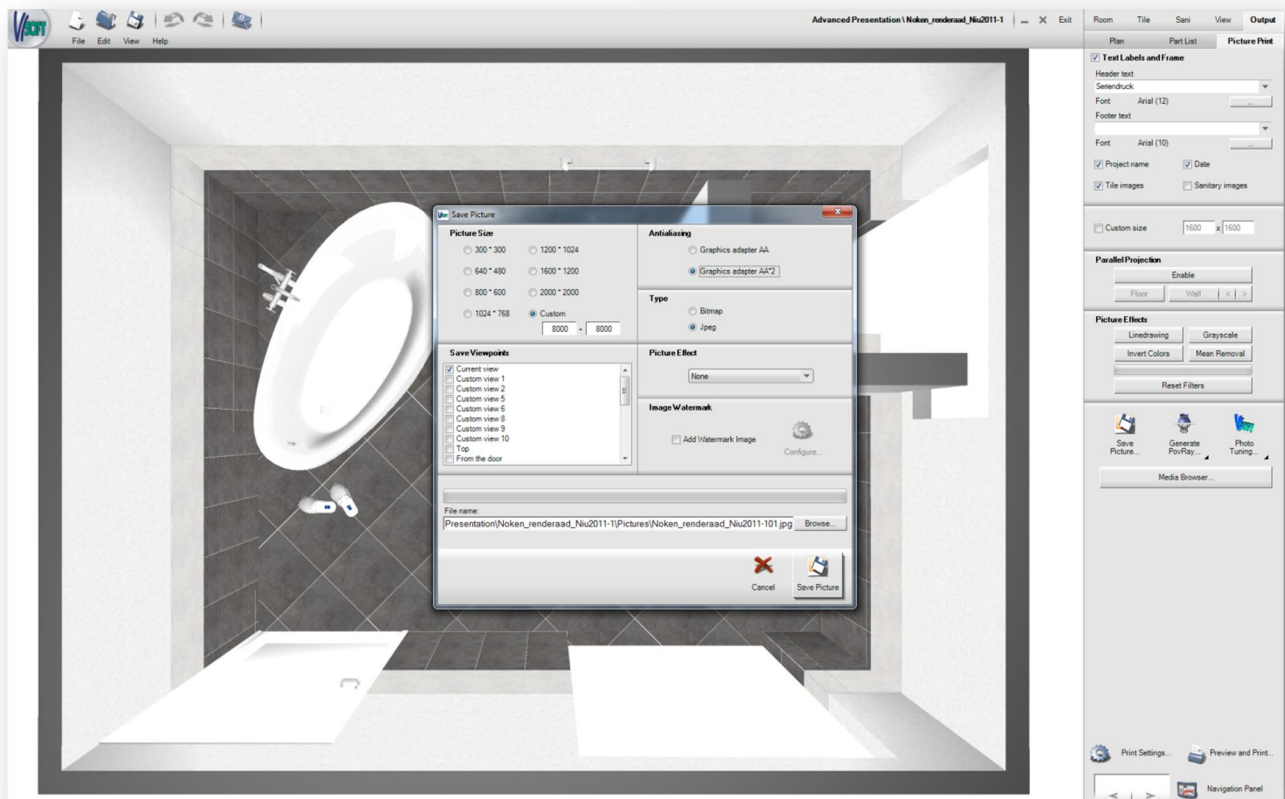 ViSOFT
Advanced Presentation \ Noken_renderaad_Niu2011-1
Exit
File Edit View Help
Room Tile Sani View Output
Plan Part List Picture Print
Text Labels and Frame
Header text
Seriendruck
Font Arial (12) ...
Footer text
Font Arial (10) ...
Project name Date
Tile images Sanitary images
Custom size 1600 x 1600
Parallel Projection
Enable
Floor Wall < >
Picture Effects
Linedrawing Grayscale
Invert Colors Mean Removal
Reset Filters
Save Picture...
Generate PovRay...
Photo Tuning...
Media Browser...
Print Settings... Preview and Print...
< > Navigation Panel
Save Picture
Picture Size
300 * 300 1200 * 1024
640 * 480 1600 * 1200
800 * 600 2000 * 2000
1024 * 768 Custom
8000 * 8000
Antialiasing
Graphics adapter AA
Graphics adapter AA*2
Type
Bitmap
Jpeg
Save Viewpoints
Current view
Custom view 1
Custom view 2
Custom view 5
Custom view 6
Custom view 8
Custom view 9
Custom view 10
Top
From the door
Picture Effect
None
Image Watermark
Add Watermark Image
Configure...
File name:
Presentation\Noken_renderaad_Niu2011-1\Pictures\Noken_renderaad_Niu2011-101.jpg Browse...
Cancel Save Picture